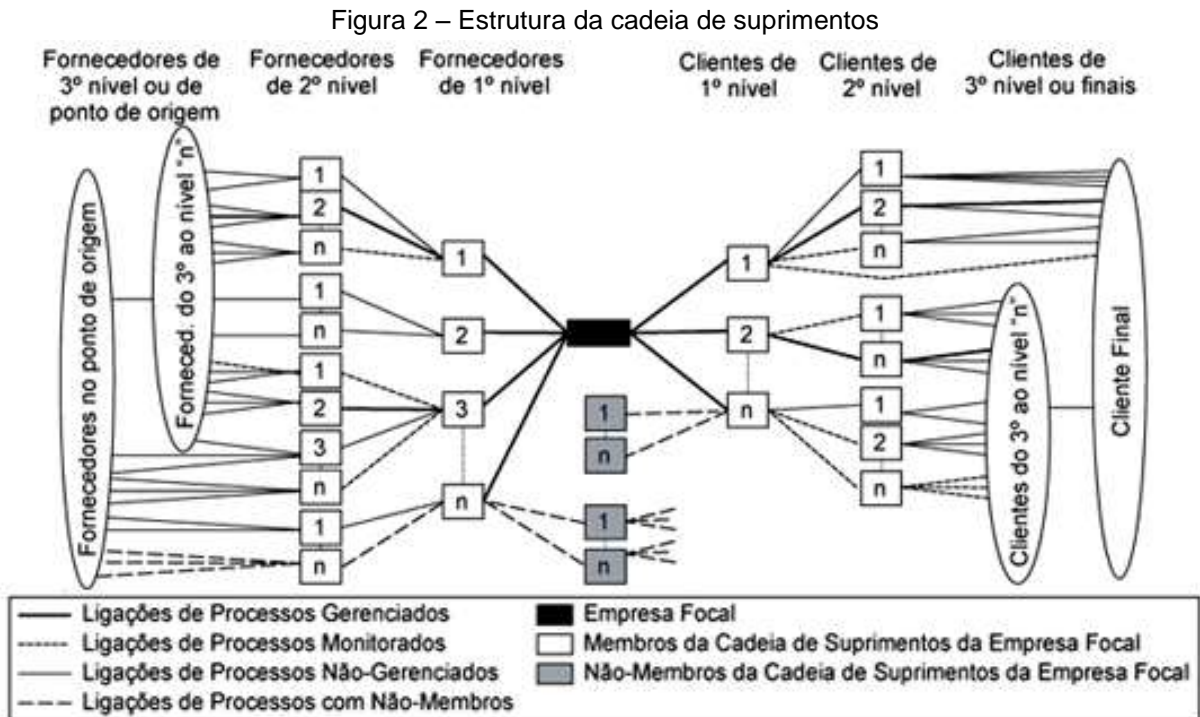 Figura 2 – Estrutura da cadeia de suprimentos
Fornecedores de
3º nível ou de
ponto de origem
Fornecedores
de 2º nível
Fornecedores
de 1º nível
Clientes de
1º nível
Clientes de
2º nível
Clientes de
3º nível ou finais
Fornecedores no ponto de origem
Forneced. do 3º ao nível "n"
1
2
n
1
n
1
2
3
n
1
n
1
2
3
n
1
n
1
n
1
2
n
1
2
n
1
n
1
2
n
Clientes do 3º ao nível "n"
Cliente Final
Ligações de Processos Gerenciados
Ligações de Processos Monitorados
Ligações de Processos Não-Gerenciados
Ligações de Processos com Não-Membros
Empresa Focal
Membros da Cadeia de Suprimentos da Empresa Focal
Não-Membros da Cadeia de Suprimentos da Empresa Focal